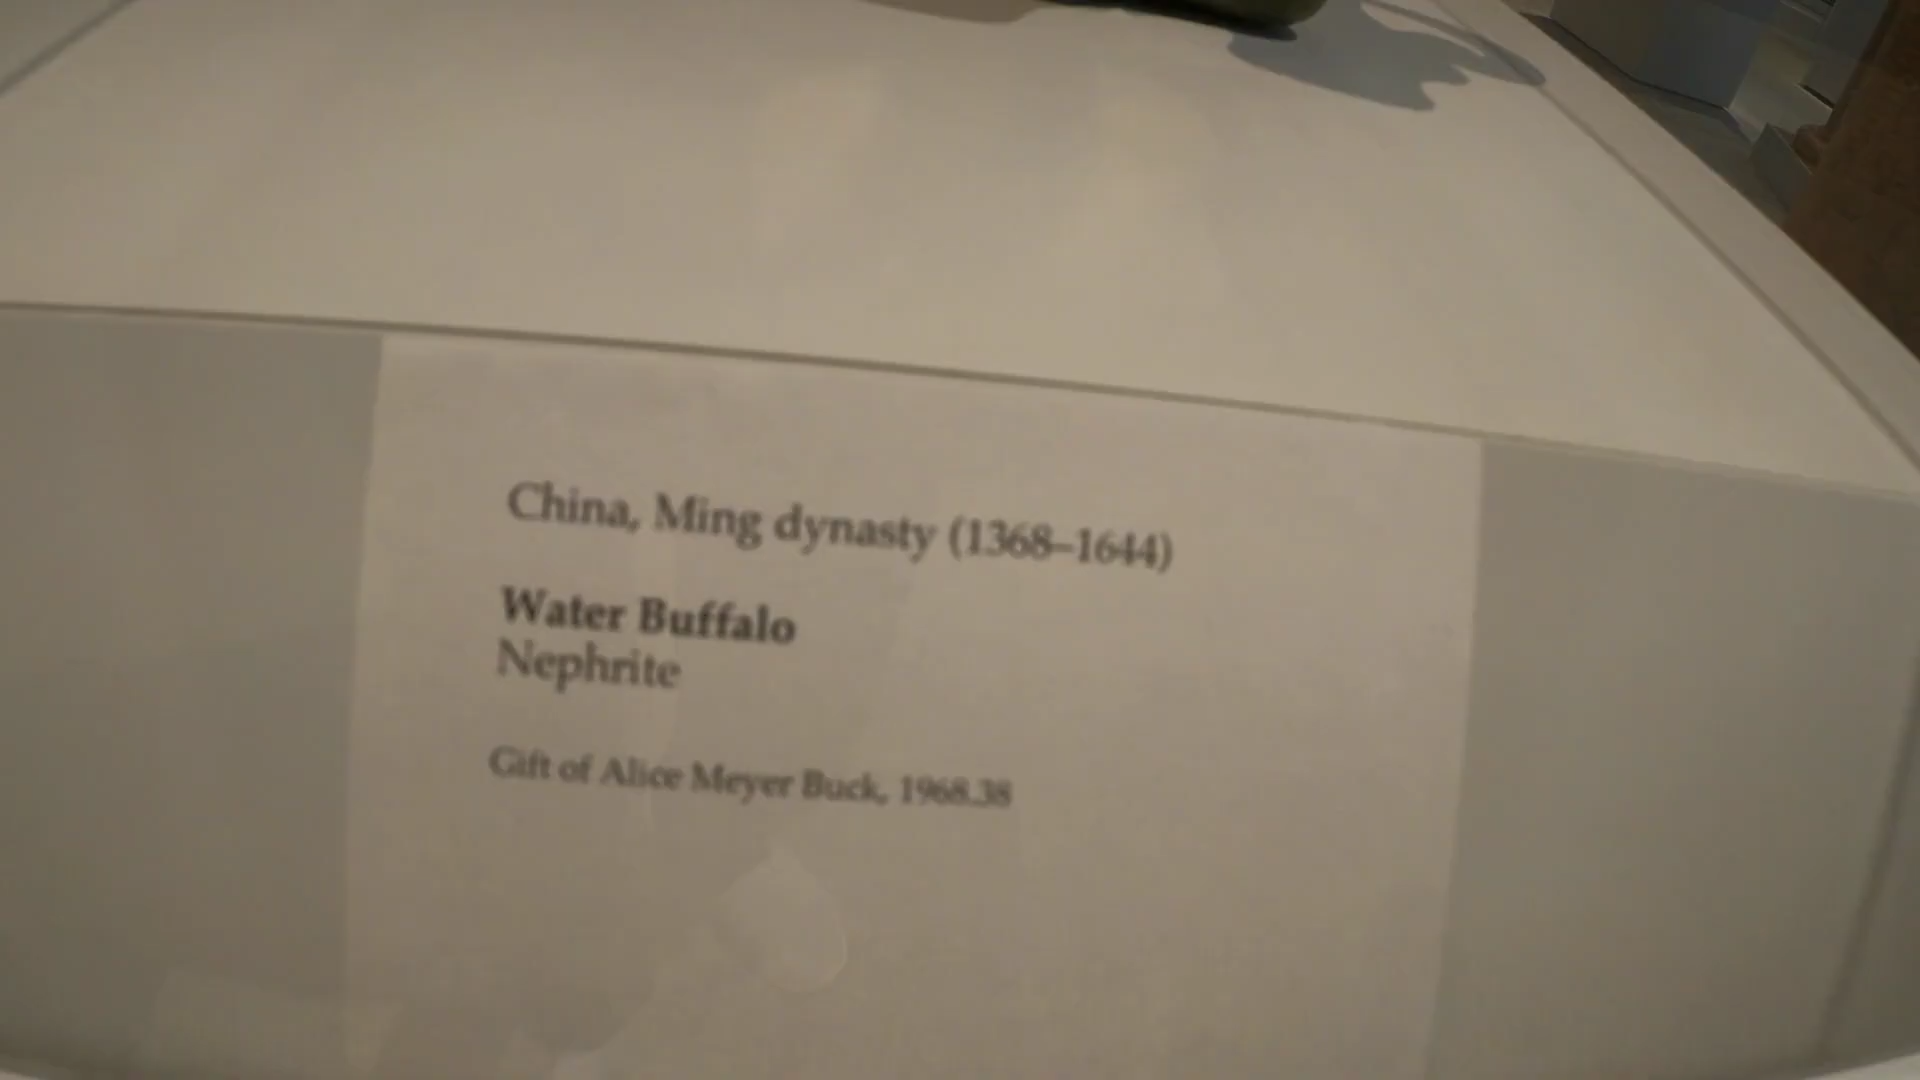 China, Ming dynasty (1368–1644)
Water Buffalo
Nephrite
Gift of Alice Meyer Buck, 1968.38